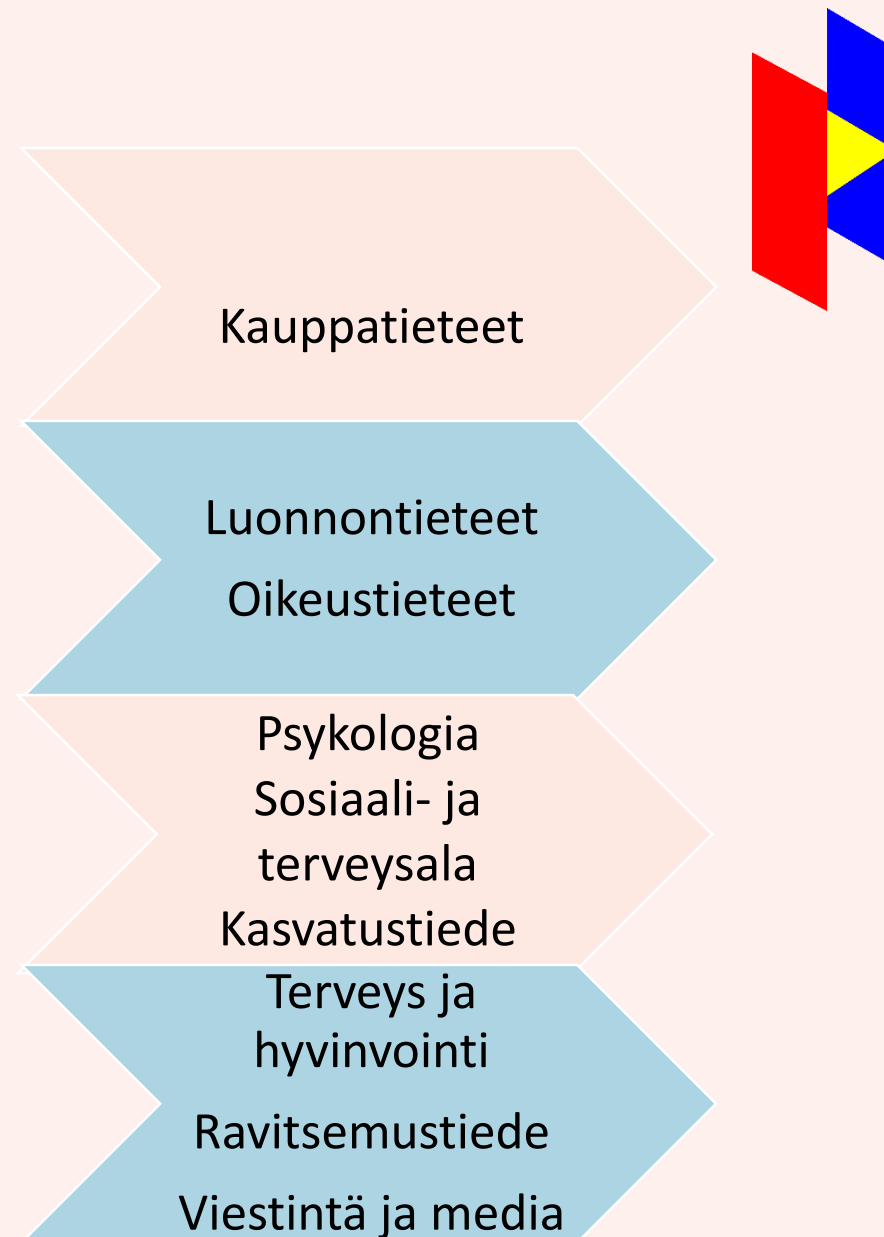 Kauppatieteet
Luonnontieteet
Oikeustieteet
Psykologia
Sosiaali- ja
terveysala
Kasvatustiede
Terveys ja
hyvinvointi
Ravitsemustiede
Viestintä ja media